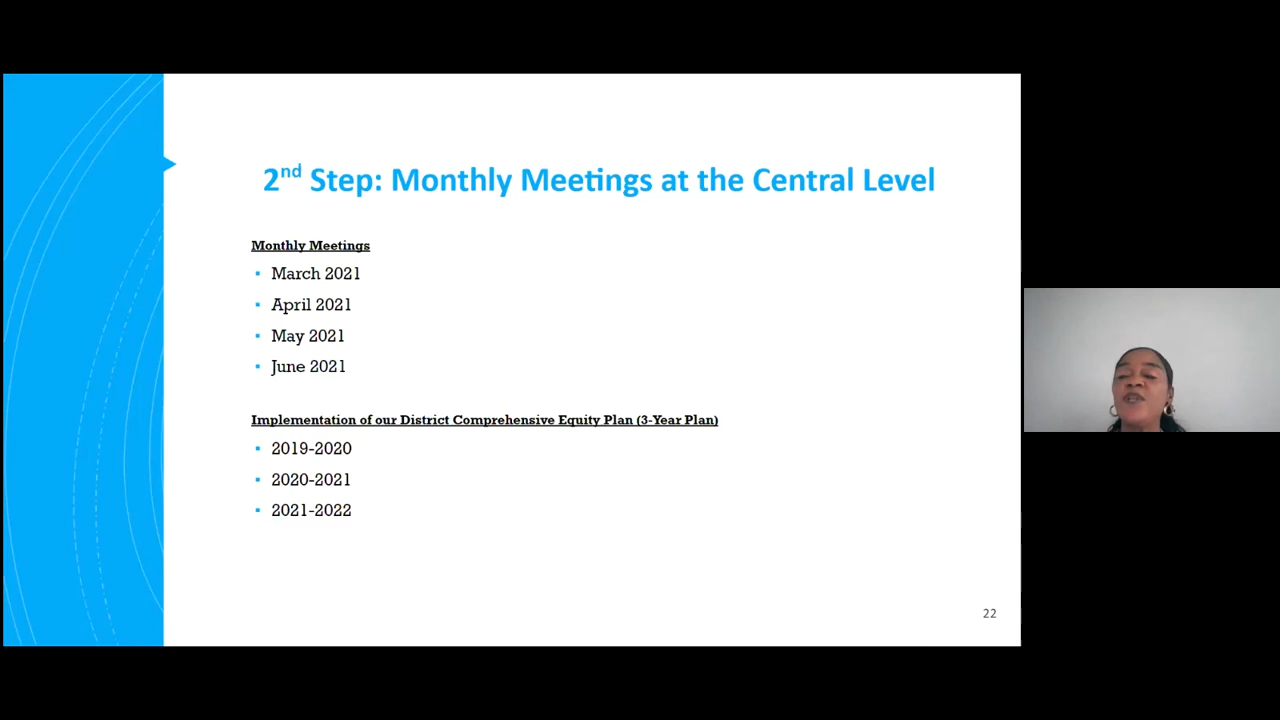 2nd Step: Monthly Meetings at the Central Level
Monthly Meetings
▪ March 2021
▪ April 2021
▪ May 2021
▪ June 2021
Implementation of our District Comprehensive Equity Plan (3-Year Plan)
▪ 2019-2020
▪ 2020-2021
▪ 2021-2022
22